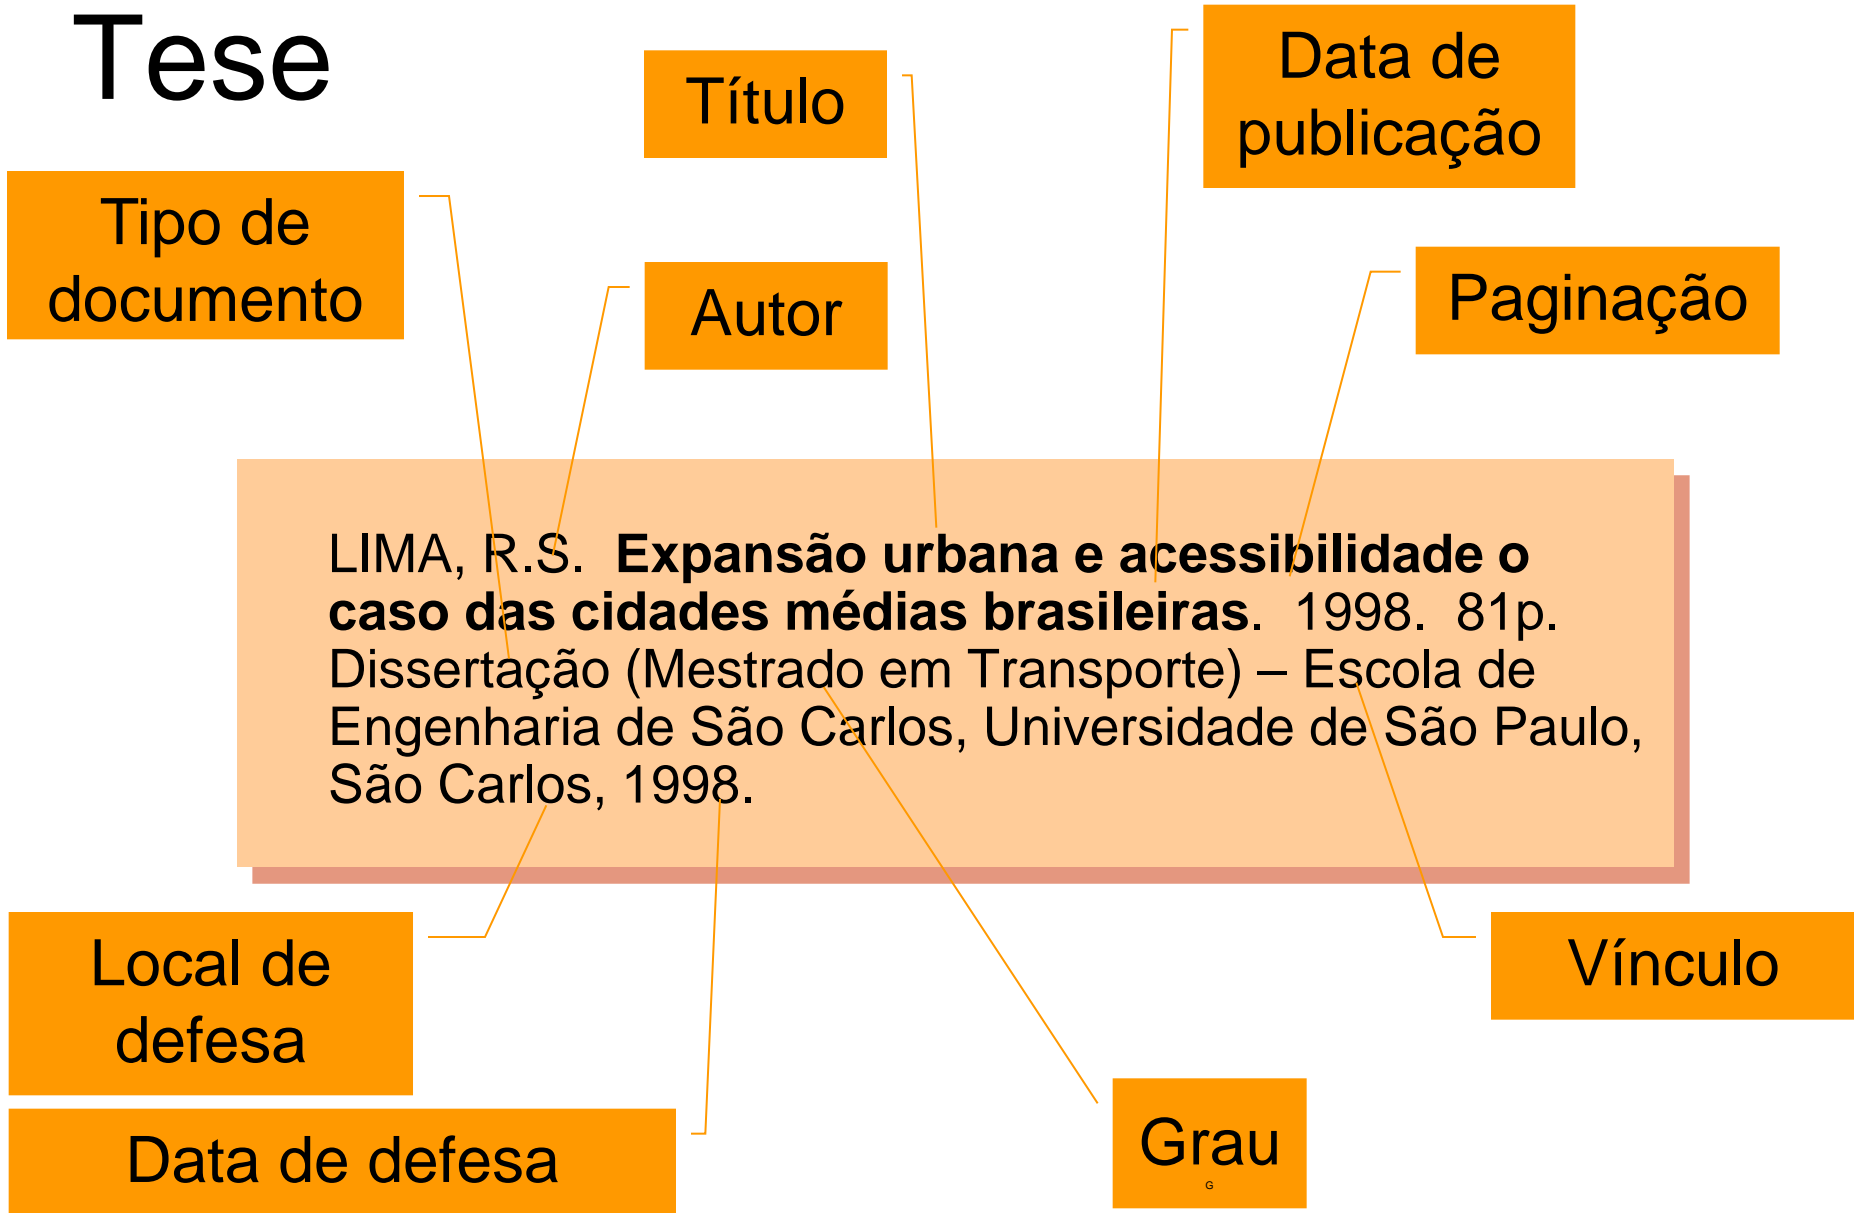 Tese
Título
Data de
publicação
Tipo de
documento
Autor
Paginação
LIMA, R.S.  Expansão urbana e acessibilidade o
caso das cidades médias brasileiras.  1998.  81p.
Dissertação (Mestrado em Transporte) – Escola de
Engenharia de São Carlos, Universidade de São Paulo,
São Carlos, 1998.
Local de
defesa
Vínculo
Data de defesa
Grau
G